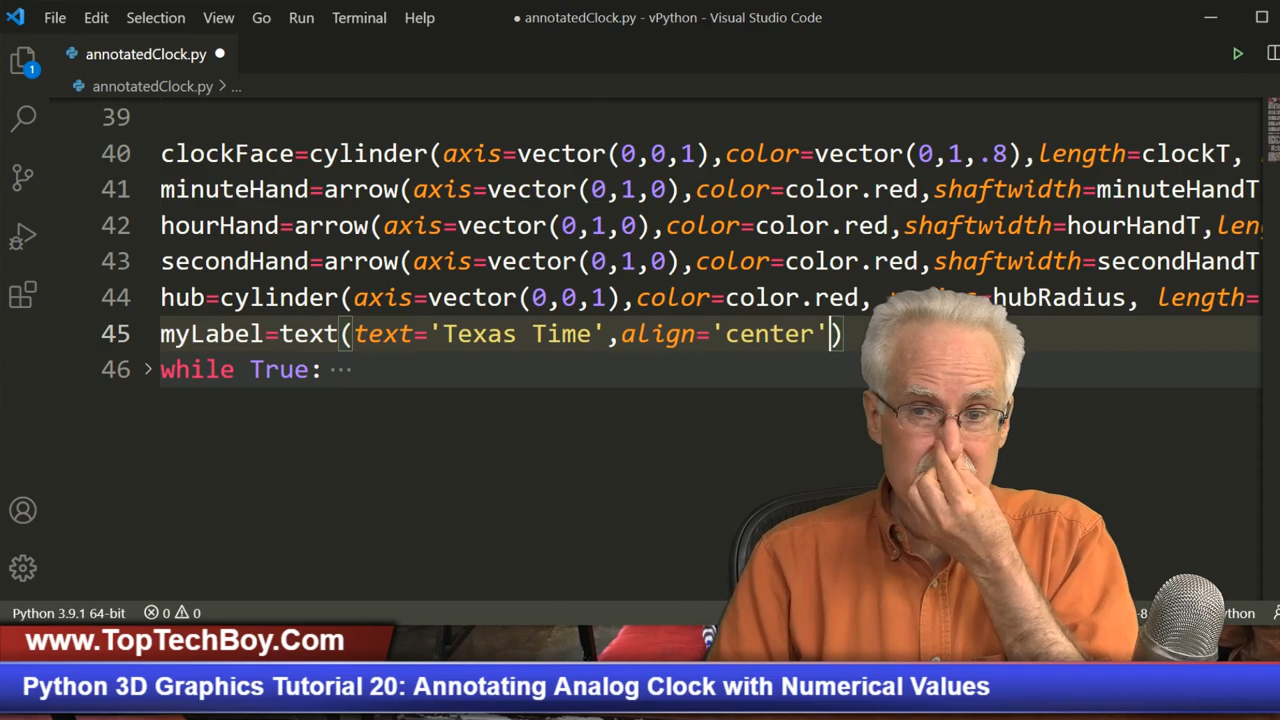 File Edit Selection View Go Run Terminal Help ● annotatedClock.py - vPython - Visual Studio Code
annotatedClock.py ●
annotatedClock.py > ...
1
39
40 clockFace=cylinder(axis=vector(0,0,1),color=vector(0,1,.8),length=clockT,
41 minuteHand=arrow(axis=vector(0,1,0),color=color.red,shaftwidth=minuteHandT
42 hourHand=arrow(axis=vector(0,1,0),color=color.red,shaftwidth=hourHandT,len
43 secondHand=arrow(axis=vector(0,1,0),color=color.red,shaftwidth=secondHandT
44 hub=cylinder(axis=vector(0,0,1),color=color.red, =hubRadius, length=
45 myLabel=text(text='Texas Time',align='center')
46 while True: ···
Python 3.9.1 64-bit 0 0 -8
www.TopTechBoy.Com
Python 3D Graphics Tutorial 20: Annotating Analog Clock with Numerical Values